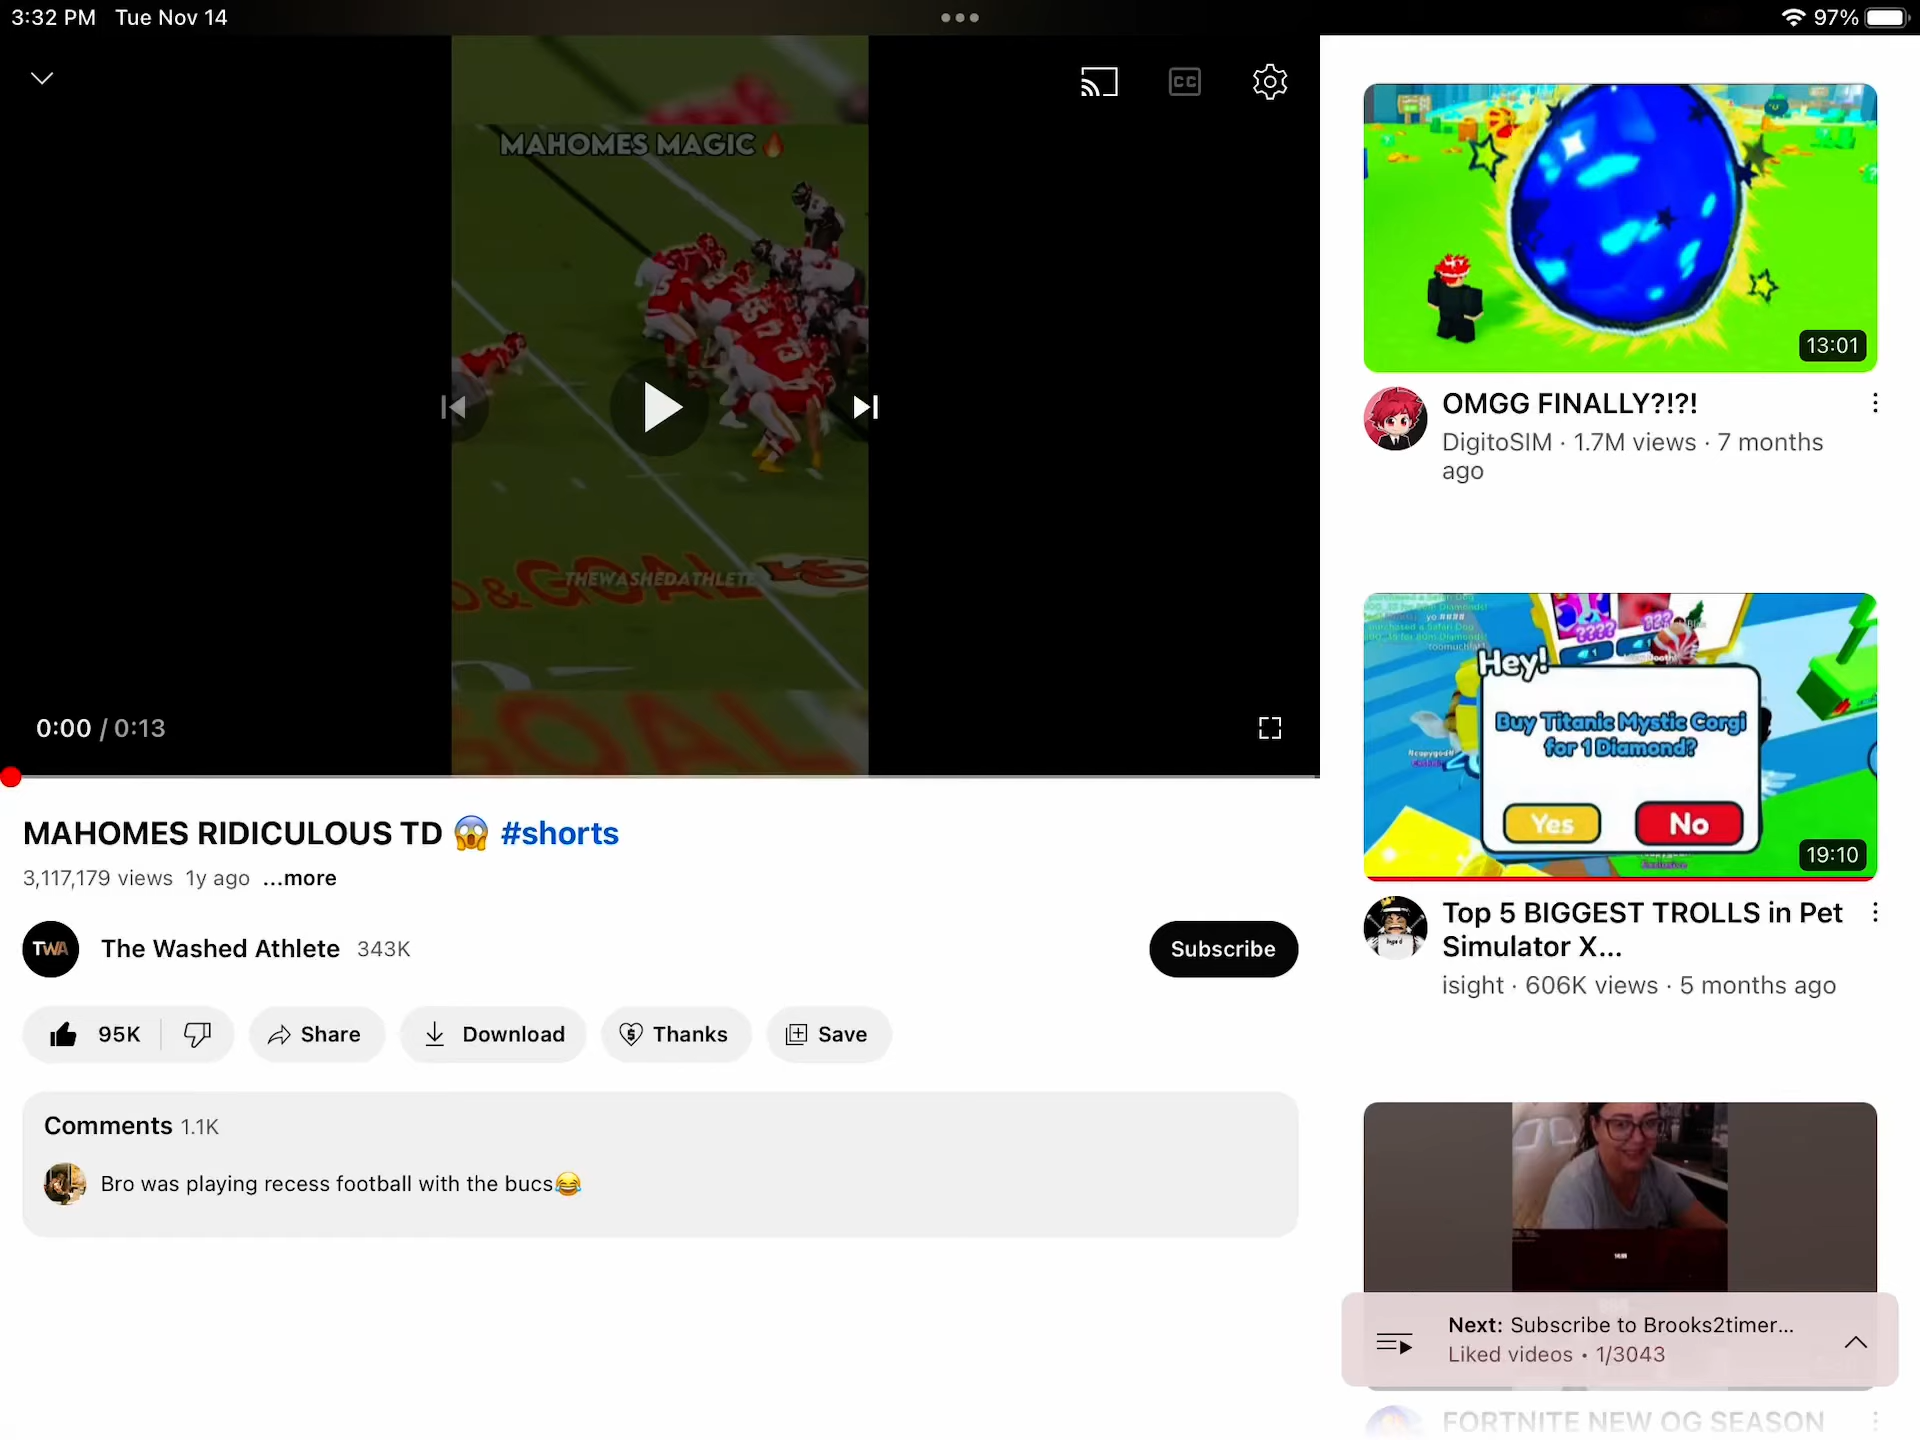 3:32 PM Tue Nov 14
97%
CC
MAHOMES MAGIC🔥
THEWASHEDATHLETE
& GOAL
KC
GOAL
0:00 / 0:13
MAHOMES RIDICULOUS TD 😱 #shorts
3,117,179 views 1y ago ...more
TWA
The Washed Athlete 343K
Subscribe
95K
Share
Download
Thanks
Save
Comments 1.1K
Bro was playing recess football with the bucs😂
13:01
OMGG FINALLY?!?!
DigitoSIM · 1.7M views · 7 months
ago
Hey!
Buy Titanic Mystic Corgi
for 1 Diamond?
Yes
No
19:10
Top 5 BIGGEST TROLLS in Pet
Simulator X...
isight · 606K views · 5 months ago
Next: Subscribe to Brooks2timer...
Liked videos • 1/3043
FORTNITE NEW OG SEASON